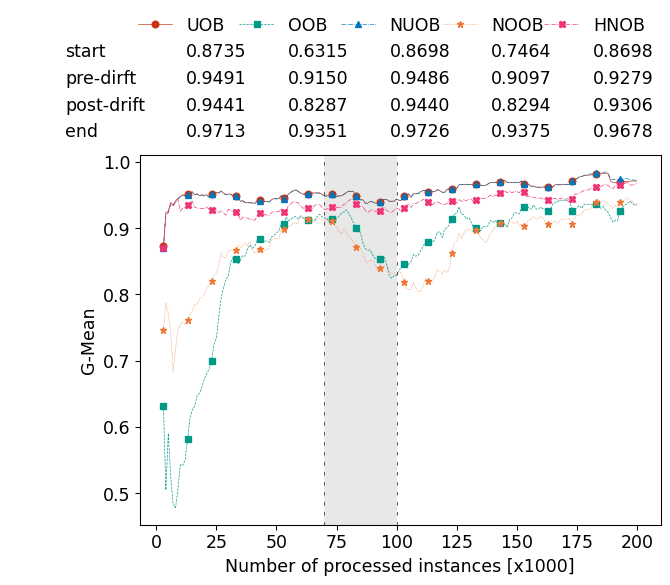 UOB OOB NUOB NOOB HNOB
start 0.8735 0.6315 0.8698 0.7464 0.8698
pre-dirft 0.9491 0.9150 0.9486 0.9097 0.9279
post-drift 0.9441 0.8287 0.9440 0.8294 0.9306
end 0.9713 0.9351 0.9726 0.9375 0.9678
1.0
0.9
0.8
0.7
0.6
0.5
G-Mean
0 25 50 75 100 125 150 175 200
Number of processed instances [x1000]